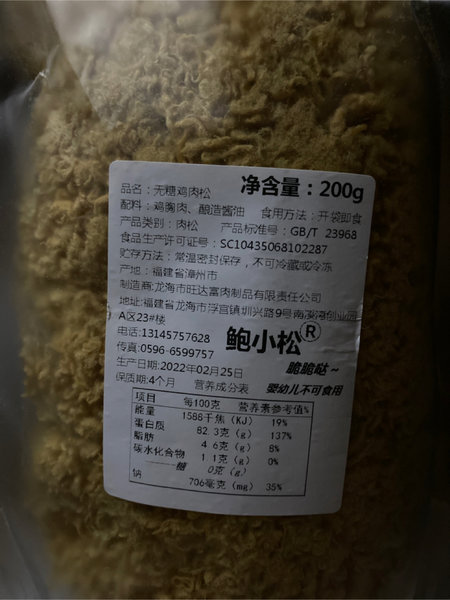 品名：无糖鸡肉松 净含量：200g
配料：鸡胸肉、酿造酱油 食用方法：开袋即食
产品类别：肉松 产品标准号：GB/T 23968
食品生产许可证号：SC10435068102287
贮存方法：常温密封保存，不可冷藏或冷冻
产地：福建省漳州市
制造商：龙海市旺达富肉制品有限责任公司
地址：福建省龙海市浮宫镇圳兴路9号南溪湾创业园
A区23#楼
电话：13145757628 鲍小松®
传真：0596-6599757 脆脆哒~
生产日期：2022年02月25日
保质期：4个月 营养成分表 婴幼儿不可食用
项目 每100克 营养素参考值%
能量 1586千焦（KJ） 19%
蛋白质 82.3克（g） 137%
脂肪 4.6克（g） 8%
碳水化合物 1.1克（g） 0%
——糖 0克（g）
钠 706毫克（mg） 35%